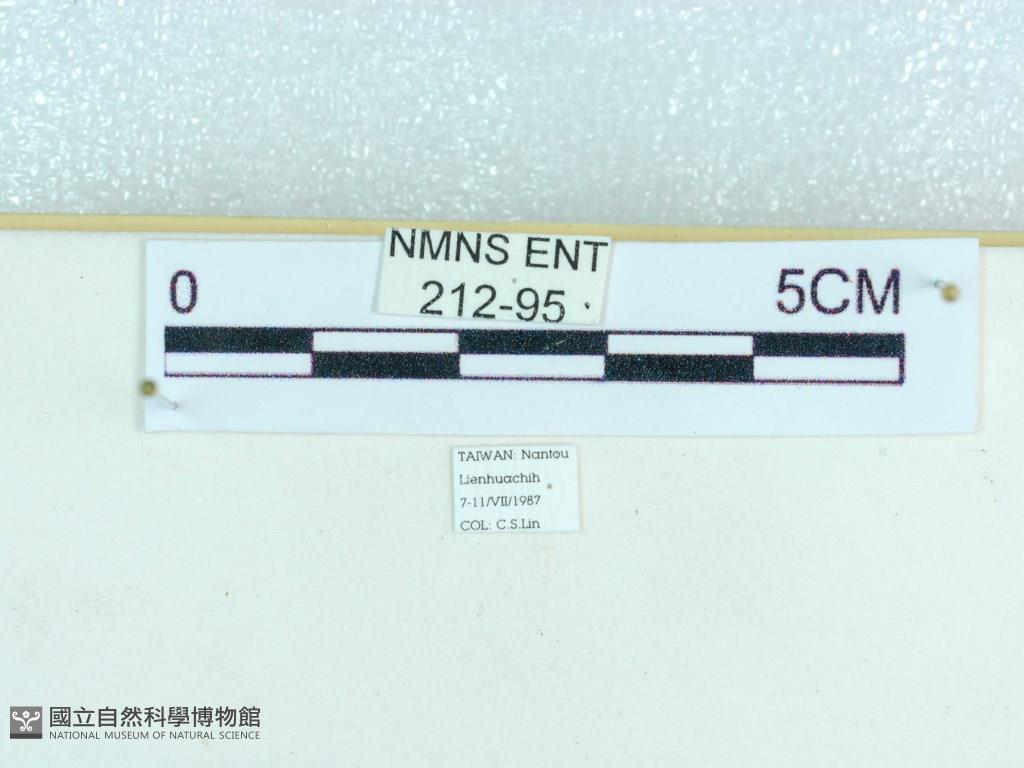 NMNS ENT
212-95
0
5CM
TAIWAN: Nantou
Lienhuachih
7-11/VII/1987
COL: C.S.Lin
國立自然科學博物館
NATIONAL MUSEUM OF NATURAL SCIENCE